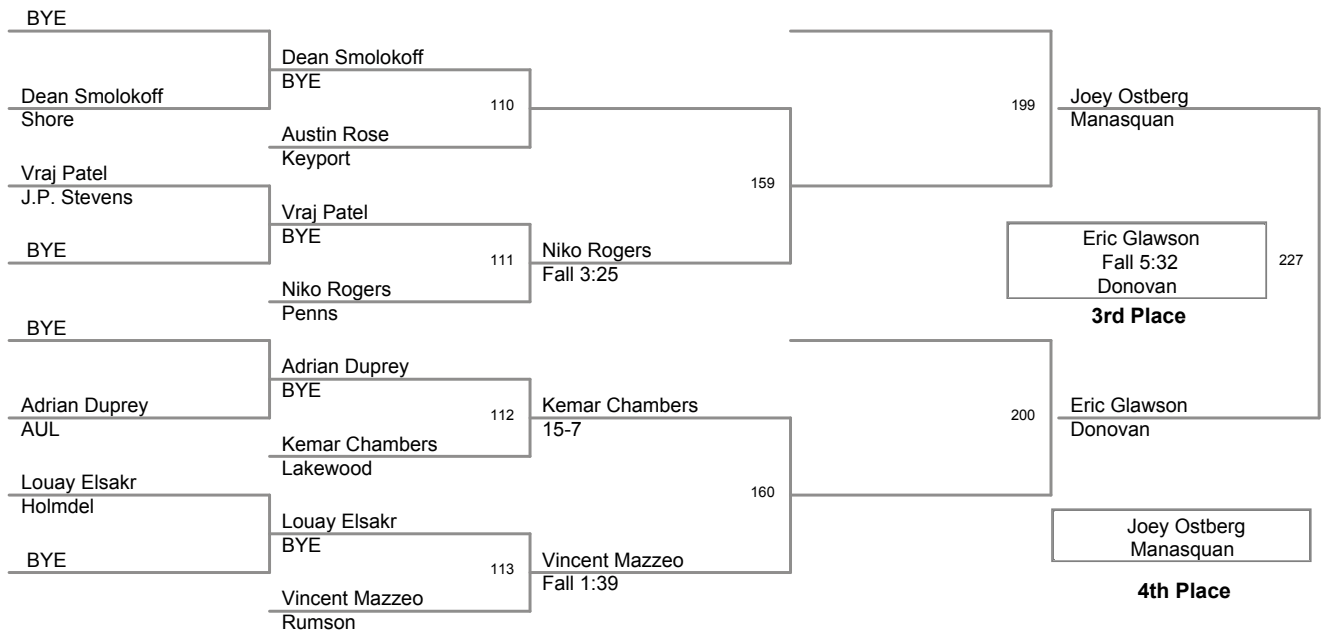 BYE
Dean Smolokoff
BYE
Dean Smolokoff
Shore
110
199
Joey Ostberg
Manasquan
Austin Rose
Keyport
Vraj Patel
J.P. Stevens
159
Vraj Patel
BYE
BYE
111
Niko Rogers
Fall 3:25
Eric Glawson
Fall 5:32
Donovan
227
Niko Rogers
Penns
3rd Place
BYE
Adrian Duprey
BYE
Adrian Duprey
AUL
112
Kemar Chambers
15-7
200
Eric Glawson
Donovan
Kemar Chambers
Lakewood
Louay Elsakr
Holmdel
160
Louay Elsakr
BYE
Joey Ostberg
Manasquan
BYE
113
Vincent Mazzeo
Fall 1:39
4th Place
Vincent Mazzeo
Rumson